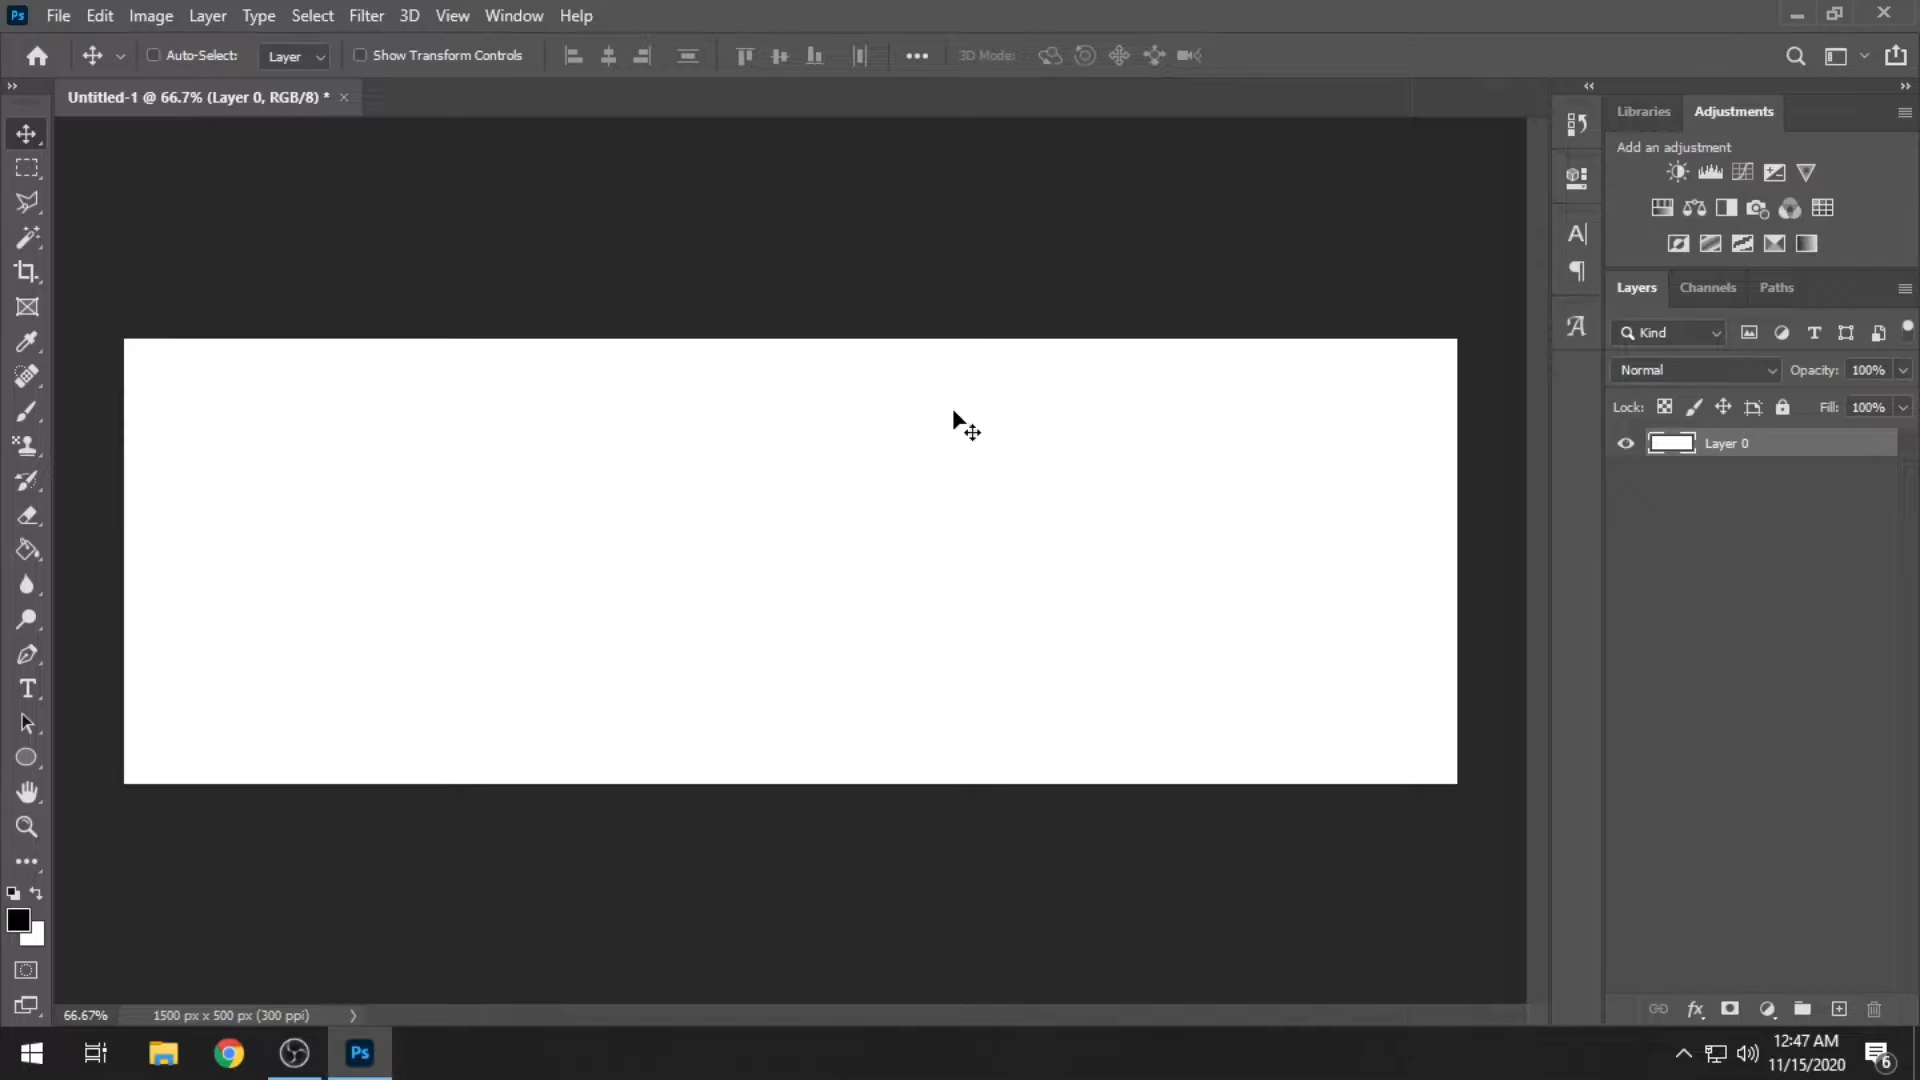 Ps File Edit Image Layer Type Select Filter 3D View Window Help
Auto-Select: Layer Show Transform Controls 3D Mode:
Untitled-1 @ 66.7% (Layer 0, RGB/8) *
Libraries Adjustments
Add an adjustment
Layers Channels Paths
Kind
Normal Opacity: 100%
Lock: Fill: 100%
Layer 0
66.67% 1500 px x 500 px (300 ppi)
Ps
12:47 AM
11/15/2020
6